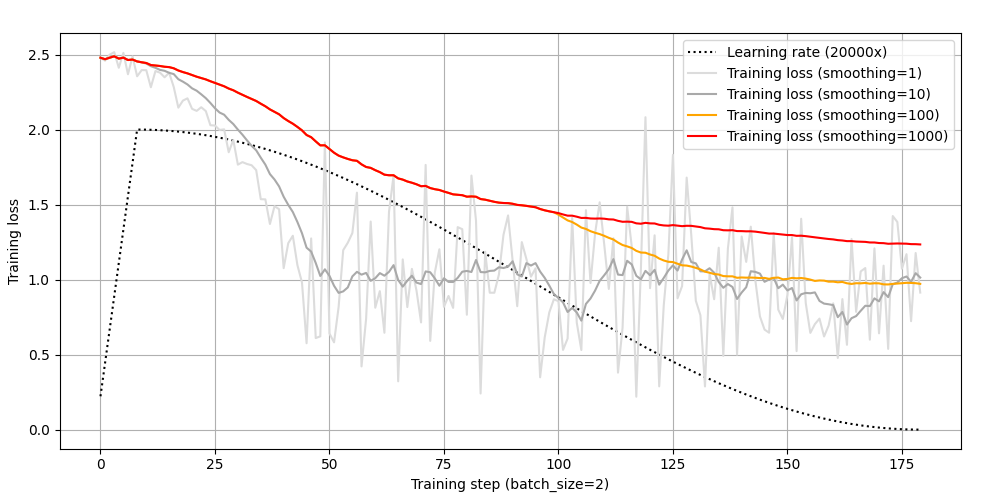 Learning rate (20000x)
Training loss (smoothing=1)
Training loss (smoothing=10)
Training loss (smoothing=100)
Training loss (smoothing=1000)
Training loss
2.5
2.0
1.5
1.0
0.5
0.0
0 25 50 75 100 125 150 175
Training step (batch_size=2)